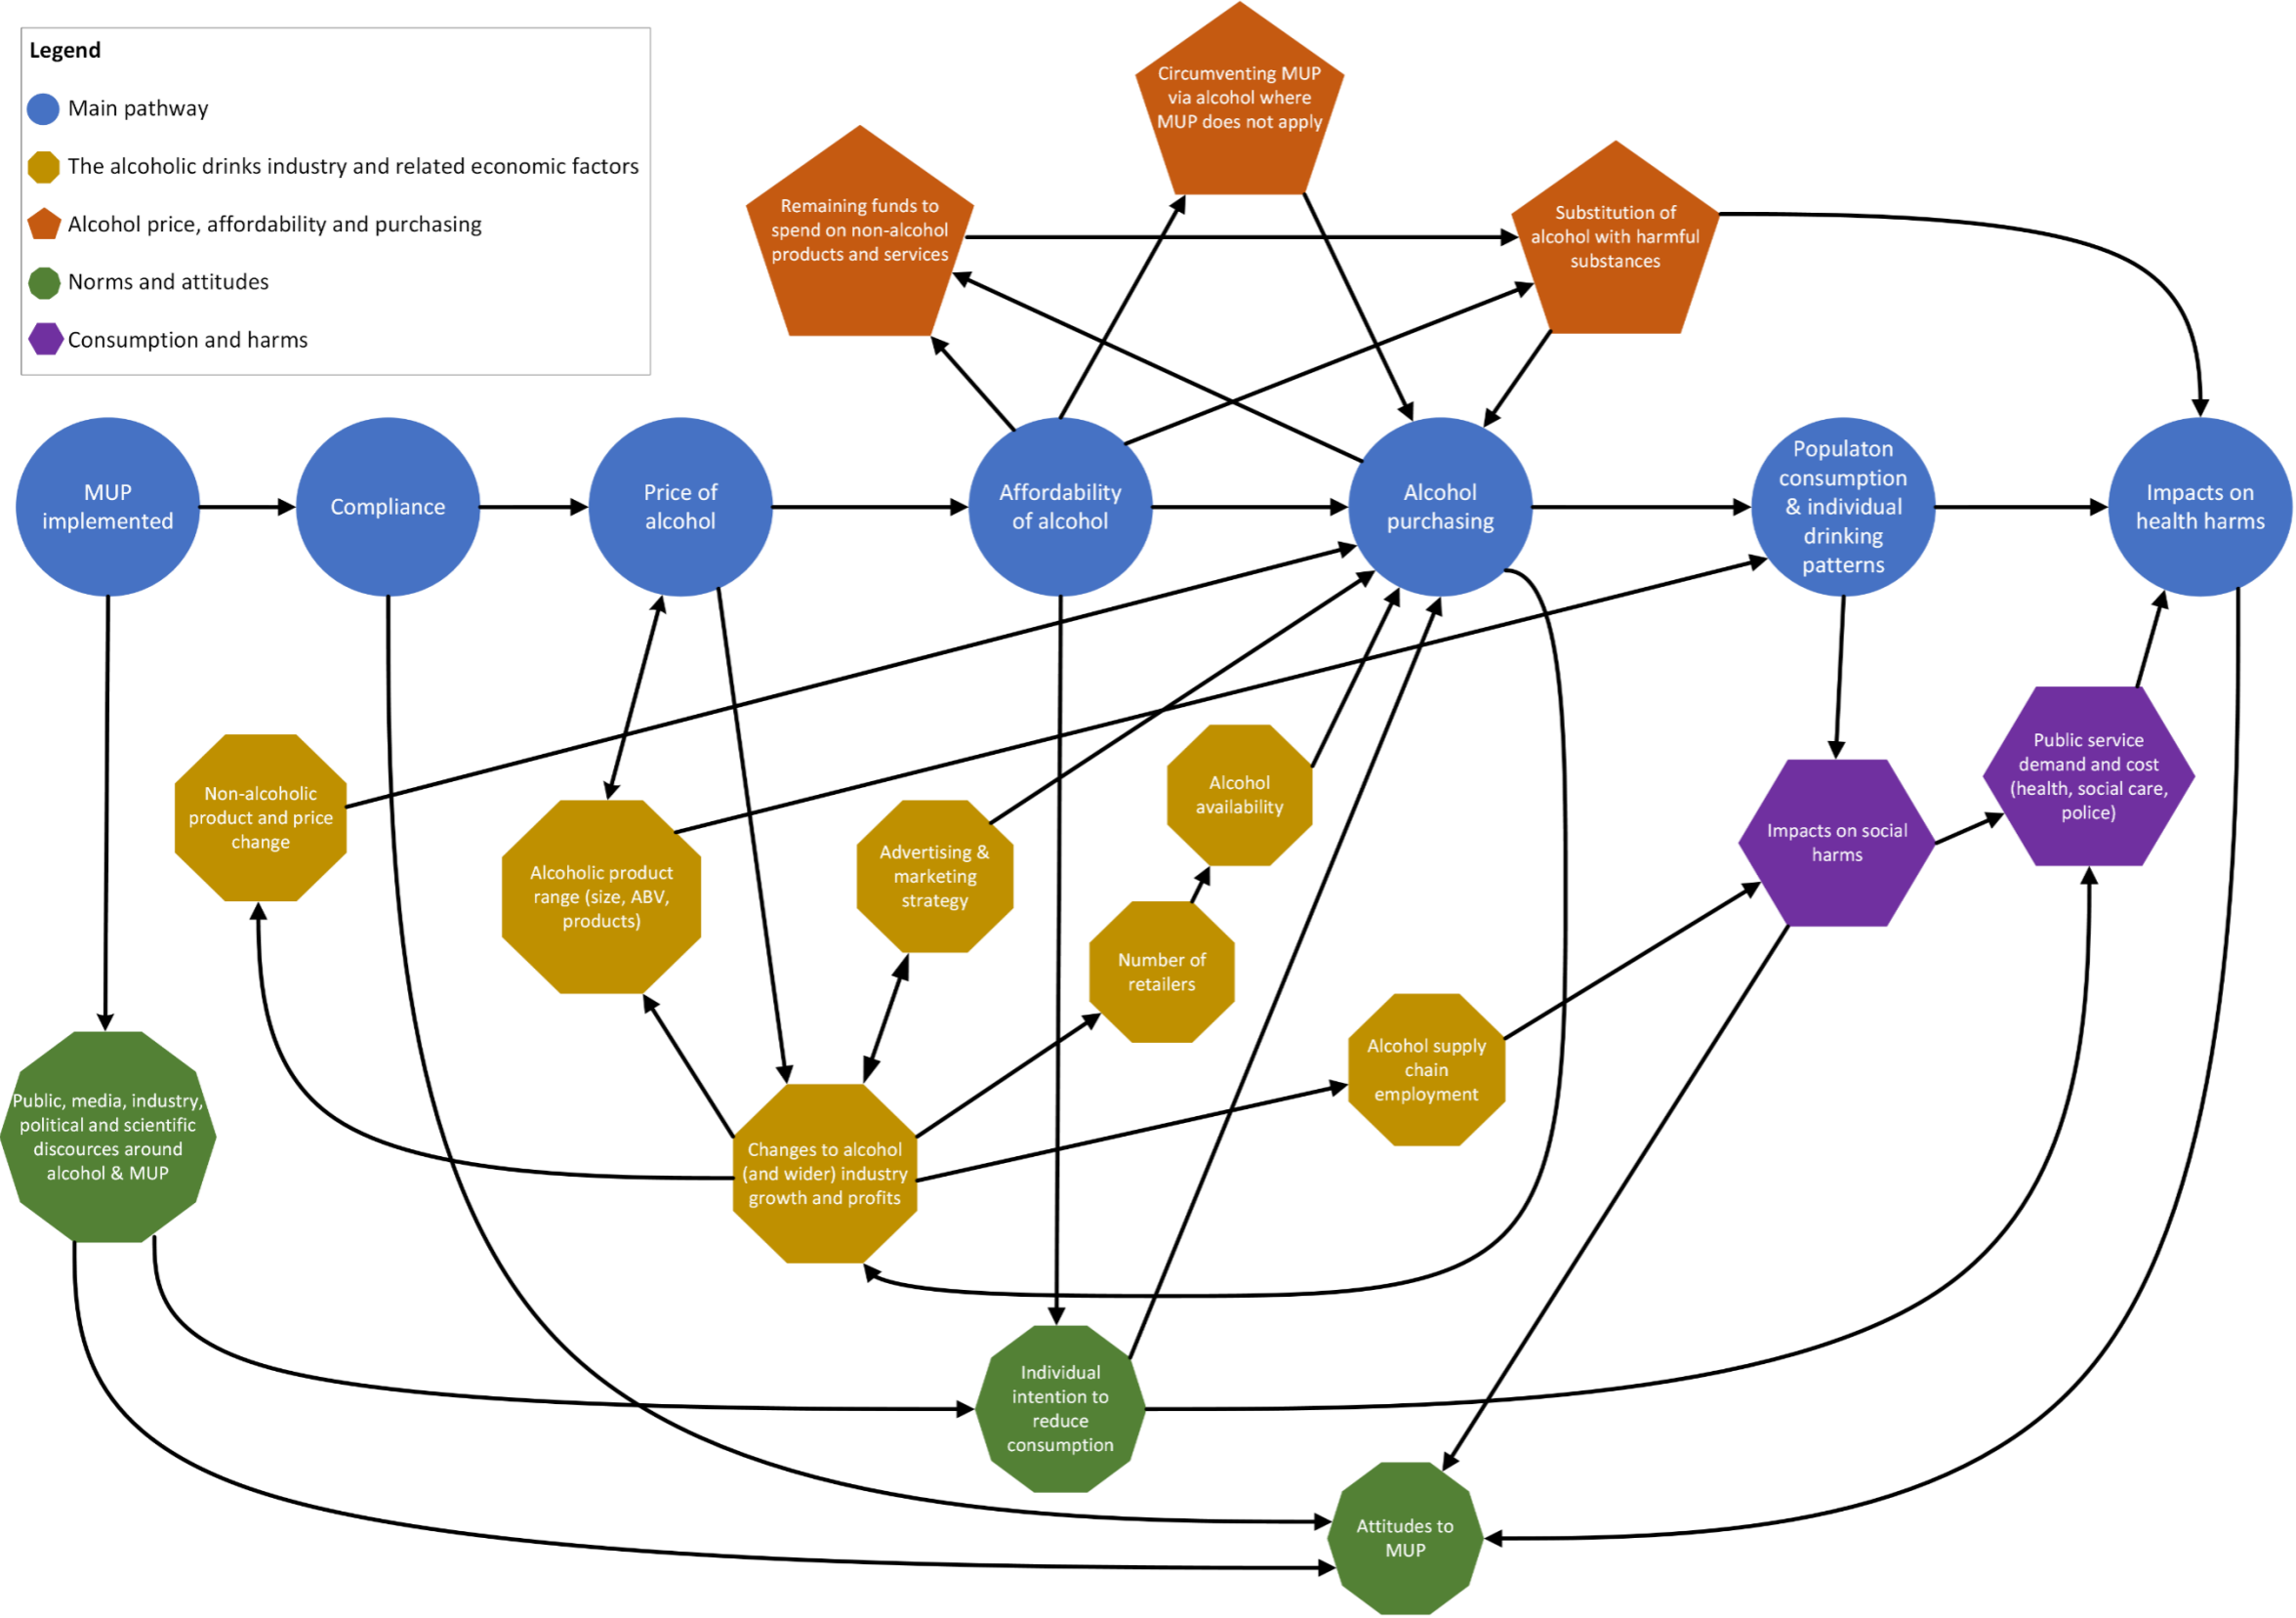 Legend
Main pathway
The alcoholic drinks industry and related economic factors
Alcohol price, affordability and purchasing
Norms and attitudes
Consumption and harms
Circumventing MUP
via alcohol where
MUP does not apply
Remaining funds to
spend on non-alcohol
products and services
Substitution of
alcohol with harmful
substances
MUP
implemented
Compliance
Price of
alcohol
Affordability
of alcohol
Alcohol
purchasing
Populaton
consumption
& individual
drinking
patterns
Impacts on
health harms
Non-alcoholic
product and price
change
Alcoholic product
range (size, ABV,
products)
Advertising &
marketing
strategy
Alcohol
availability
Number of
retailers
Alcohol supply
chain
employment
Impacts on social
harms
Public service
demand and cost
(health, social care,
police)
Public, media, industry,
political and scientific
discources around
alcohol & MUP
Changes to alcohol
(and wider) industry
growth and profits
Individual
intention to
reduce
consumption
Attitudes to
MUP